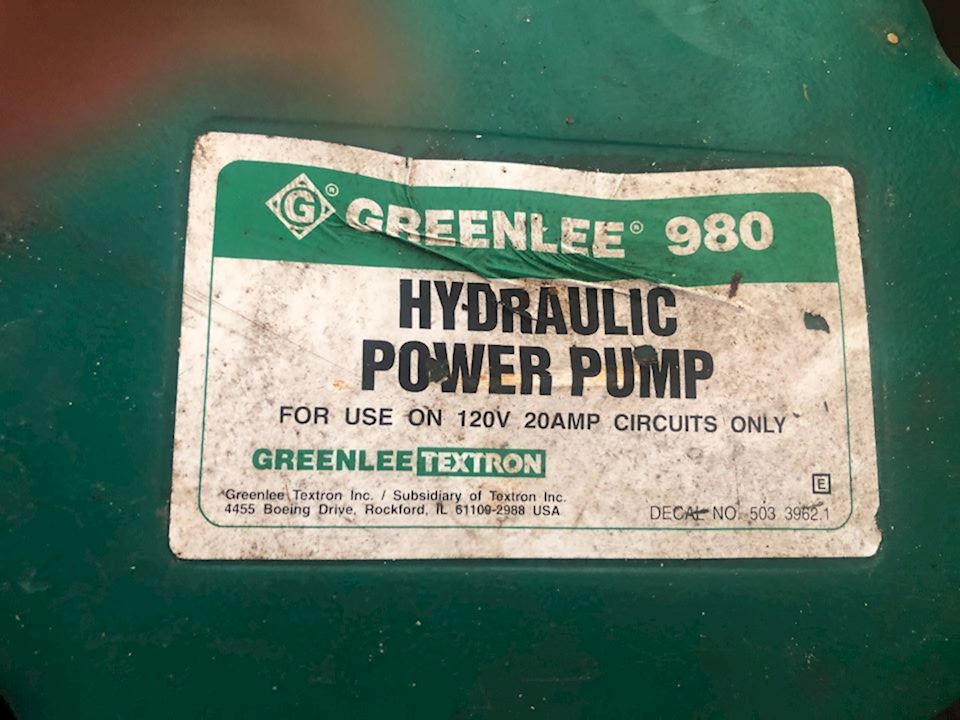 G® GREENLEE® 980
HYDRAULIC
POWER PUMP
FOR USE ON 120V 20AMP CIRCUITS ONLY
GREENLEE TEXTRON
Greenlee Textron Inc. / Subsidiary of Textron Inc.
4455 Boeing Drive, Rockford, IL 61109-2988 USA
E
DECAL NO. 503 3962.1